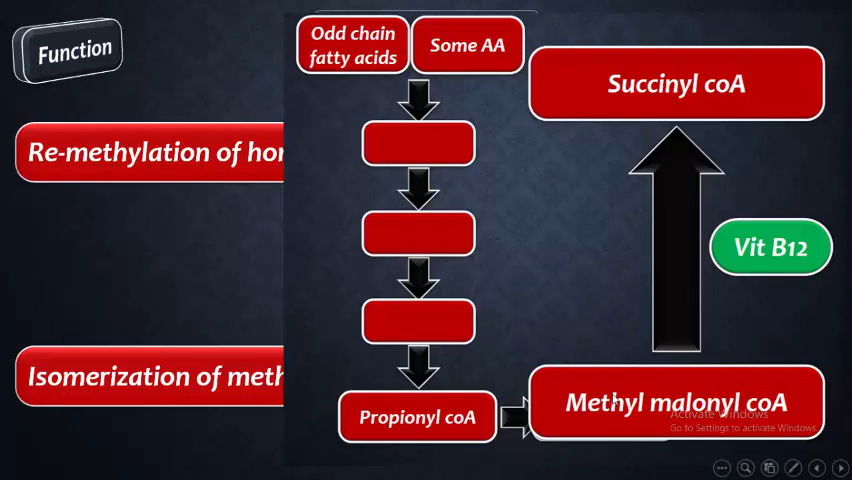 Function
Odd chain
fatty acids
Some AA
Succinyl coA
Re-methylation of hor
Vit B12
Isomerization of meth
Propionyl coA
Methyl malonyl coA
Activate Windows
Go to Settings to activate Windows.